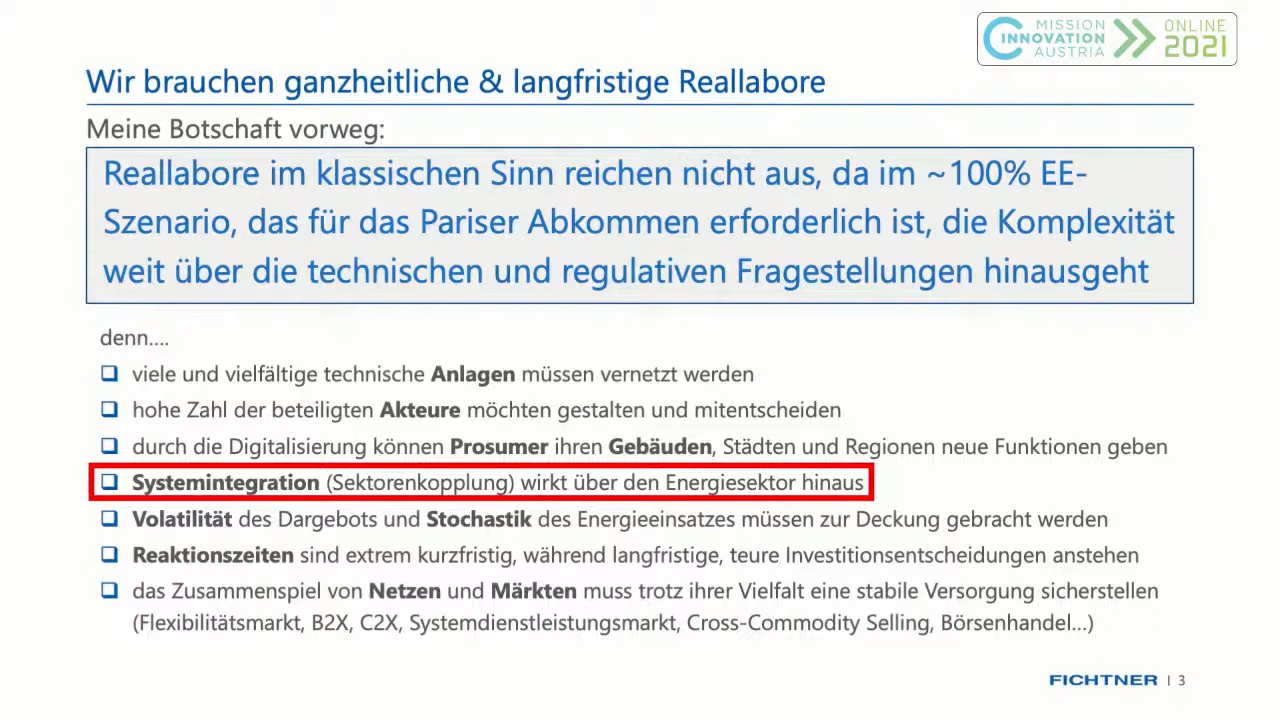 MISSION
INNOVATION
AUSTRIA
ONLINE
2021
Wir brauchen ganzheitliche & langfristige Reallabore
Meine Botschaft vorweg:
Reallabore im klassischen Sinn reichen nicht aus, da im ~100% EE-
Szenario, das für das Pariser Abkommen erforderlich ist, die Komplexität
weit über die technischen und regulativen Fragestellungen hinausgeht
denn....
❑ viele und vielfältige technische Anlagen müssen vernetzt werden
❑ hohe Zahl der beteiligten Akteure möchten gestalten und mitentscheiden
❑ durch die Digitalisierung können Prosumer ihren Gebäuden, Städten und Regionen neue Funktionen geben
❑ Systemintegration (Sektorenkopplung) wirkt über den Energiesektor hinaus
❑ Volatilität des Dargebots und Stochastik des Energieeinsatzes müssen zur Deckung gebracht werden
❑ Reaktionszeiten sind extrem kurzfristig, während langfristige, teure Investitionsentscheidungen anstehen
❑ das Zusammenspiel von Netzen und Märkten muss trotz ihrer Vielfalt eine stabile Versorgung sicherstellen
(Flexibilitätsmarkt, B2X, C2X, Systemdienstleistungsmarkt, Cross-Commodity Selling, Börsenhandel...)
FICHTNER | 3